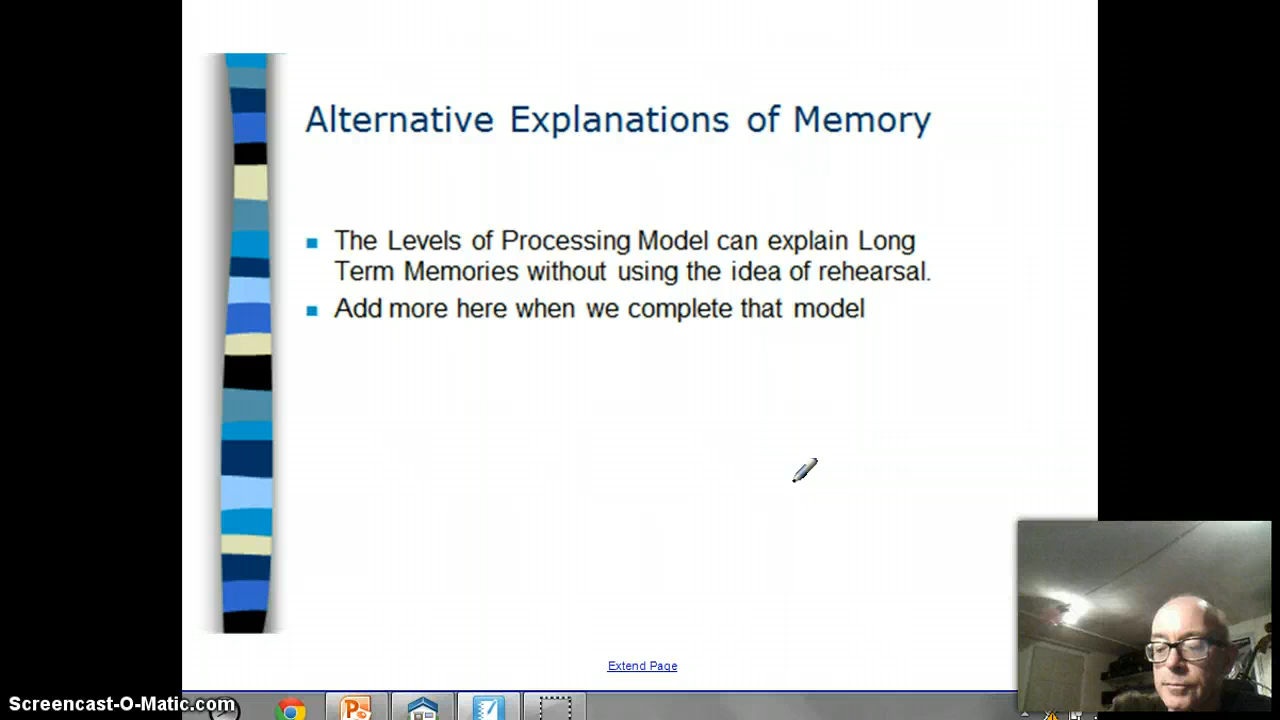 Alternative Explanations of Memory
The Levels of Processing Model can explain Long
Term Memories without using the idea of rehearsal.
Add more here when we complete that model
Extend Page
Screencast-O-Matic.com